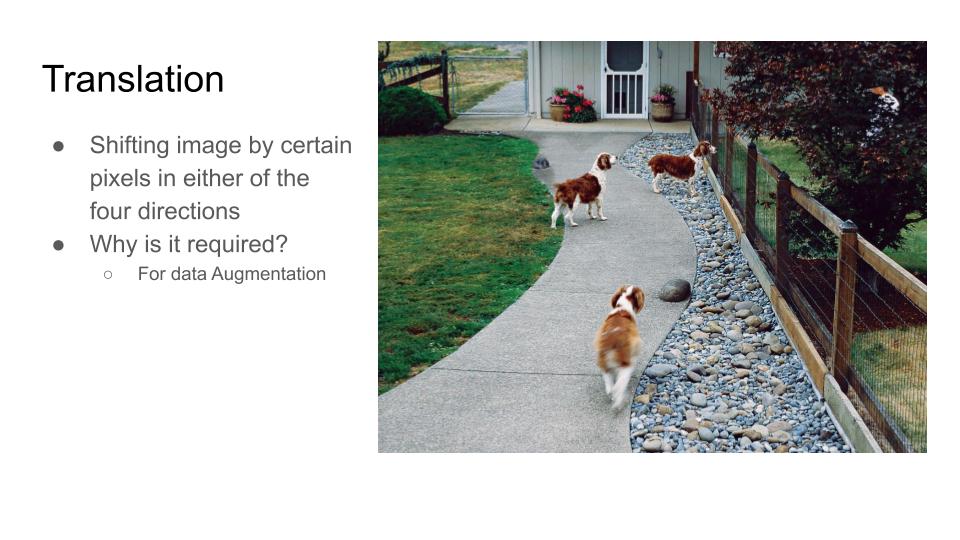 Translation
● Shifting image by certain
pixels in either of the
four directions
● Why is it required?
○ For data Augmentation